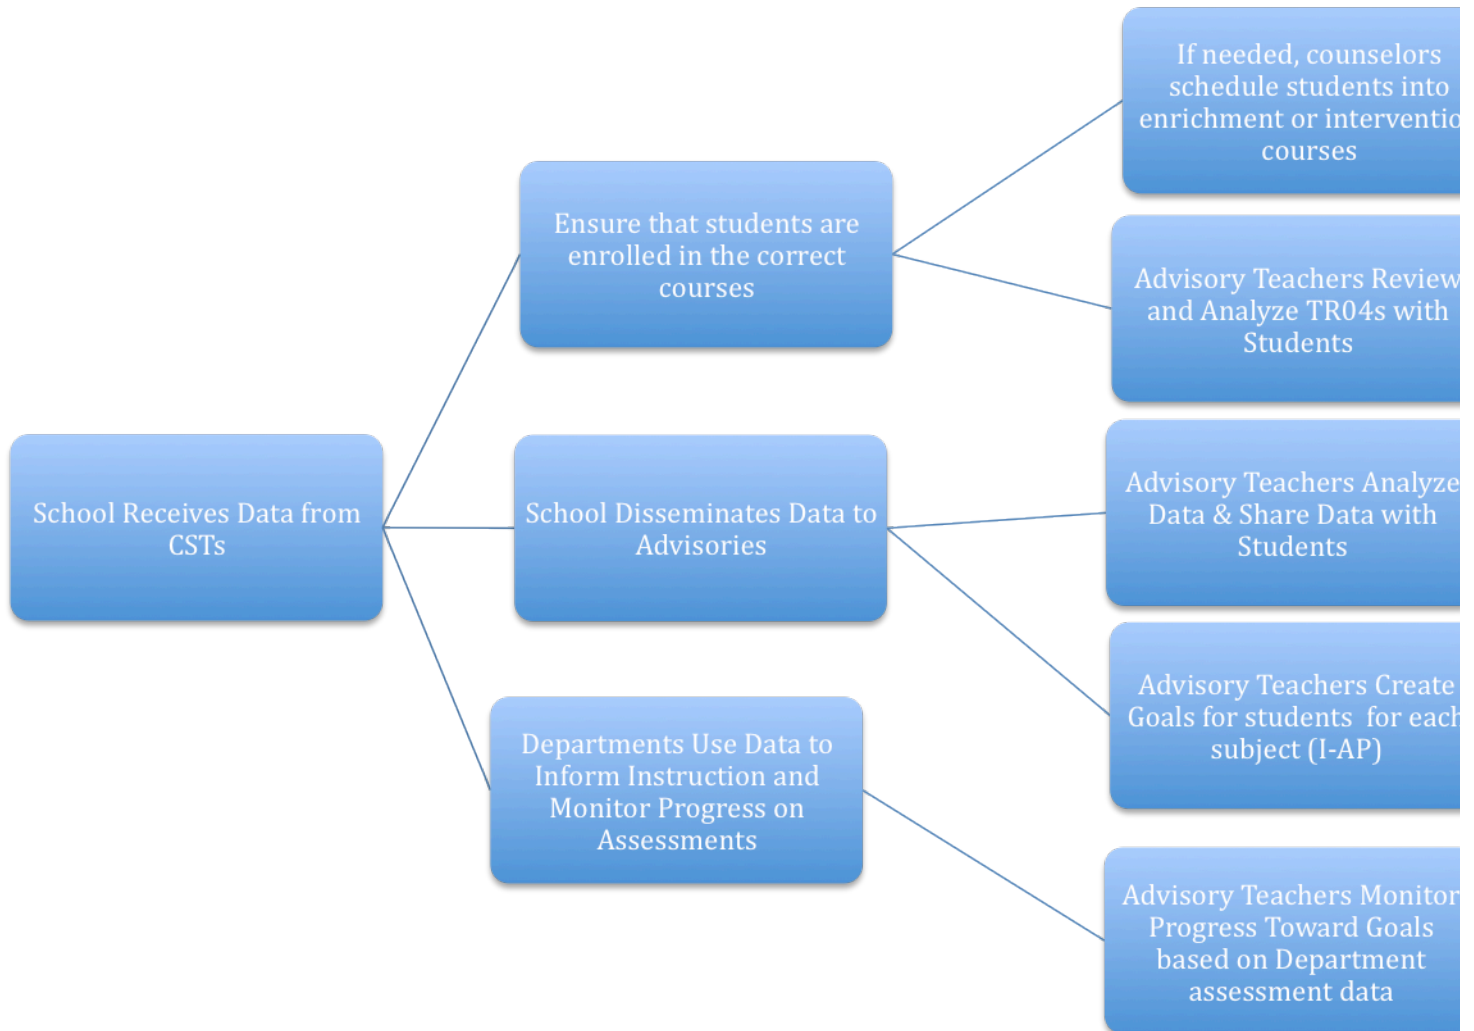 School Receives Data from
CSTs
Ensure that students are
enrolled in the correct
courses
School Disseminates Data to
Advisories
Departments Use Data to
Inform Instruction and
Monitor Progress on
Assessments
If needed, counselors
schedule students into
enrichment or interventio
courses
Advisory Teachers Review
and Analyze TR04s with
Students
Advisory Teachers Analyze
Data & Share Data with
Students
Advisory Teachers Create
Goals for students for each
subject (I-AP)
Advisory Teachers Monitor
Progress Toward Goals
based on Department
assessment data